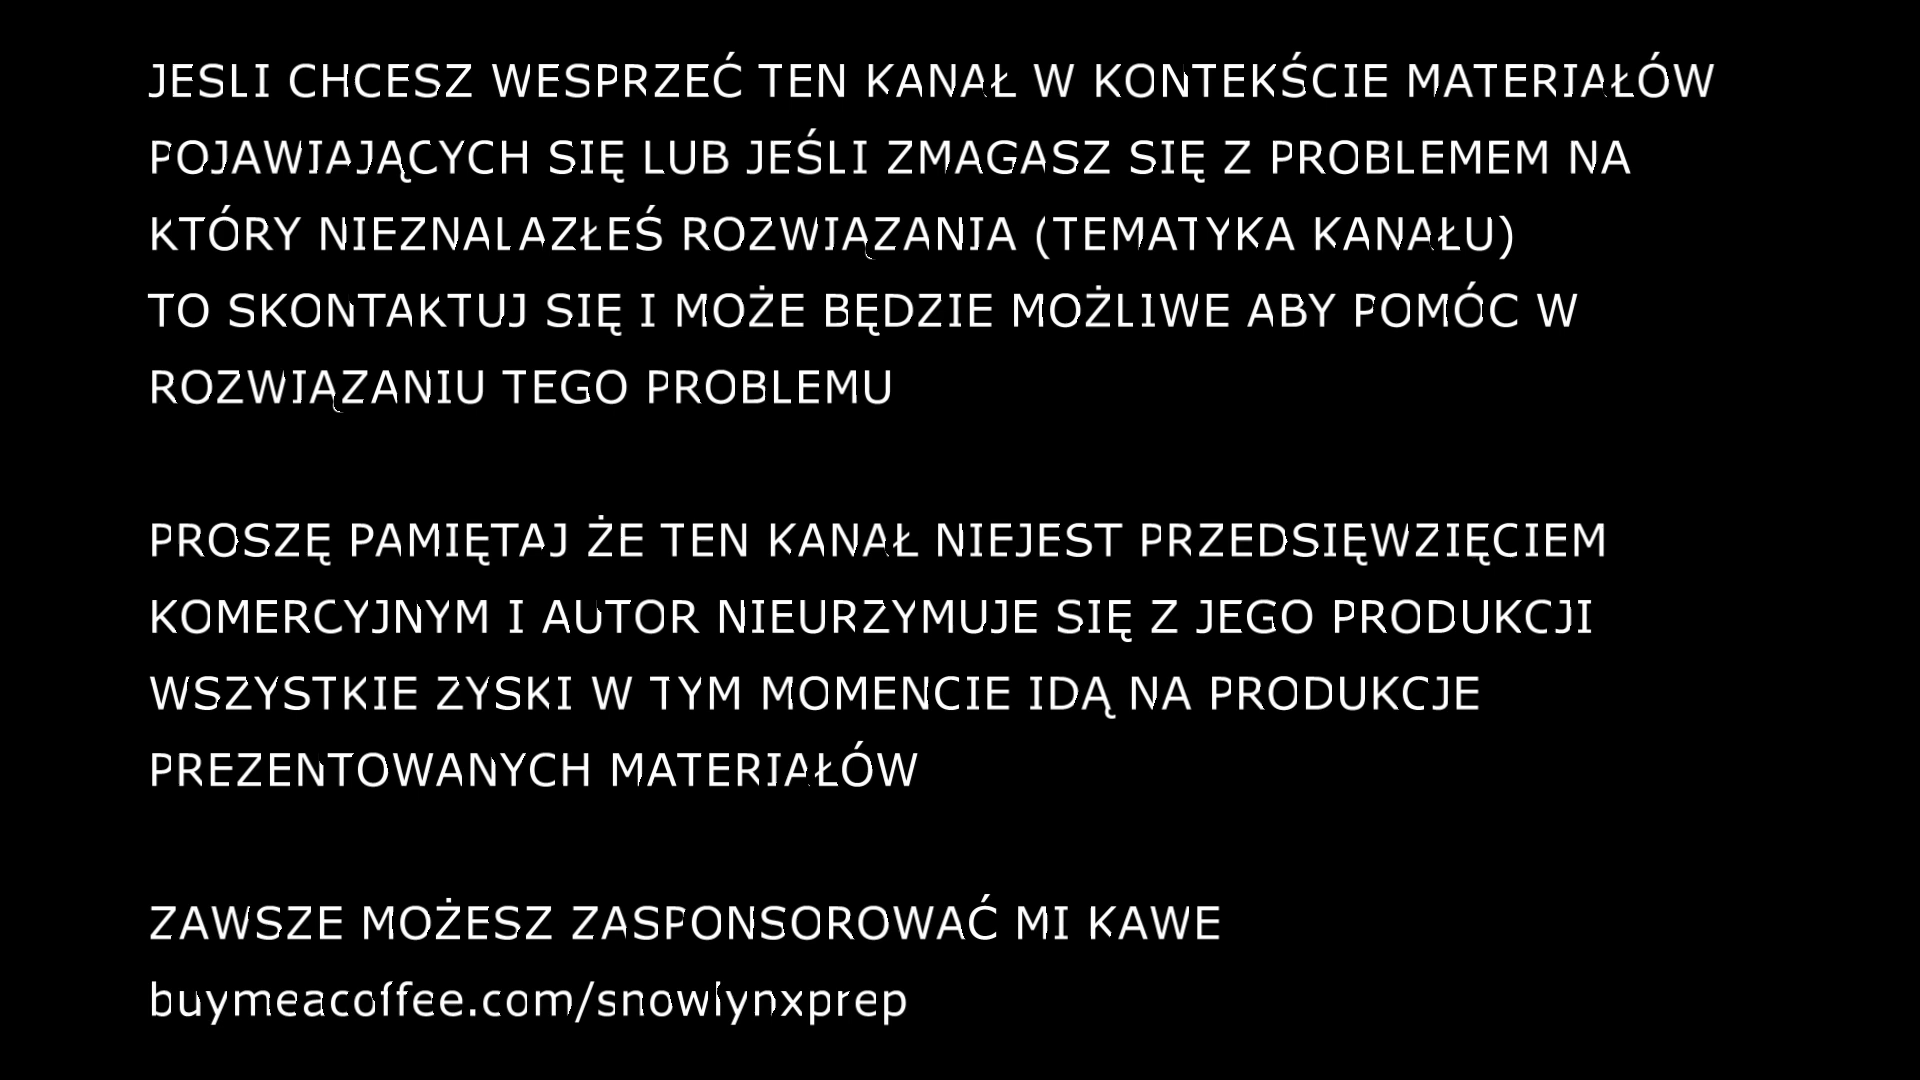 JESLI CHCESZ WESPRZEĆ TEN KANAŁ W KONTEKŚCIE MATERIAŁÓW
POJAWIAJĄCYCH SIĘ LUB JEŚLI ZMAGASZ SIĘ Z PROBLEMEM NA
KTÓRY NIEZNALAZŁEŚ ROZWIĄZANIA (TEMATYKA KANAŁU)
TO SKONTAKTUJ SIĘ I MOŻE BĘDZIE MOŻLIWE ABY POMÓC W
ROZWIĄZANIU TEGO PROBLEMU
PROSZĘ PAMIĘTAJ ŻE TEN KANAŁ NIEJEST PRZEDSIĘWZIĘCIEM
KOMERCYJNYM I AUTOR NIEURZYMUJE SIĘ Z JEGO PRODUKCJI
WSZYSTKIE ZYSKI W TYM MOMENCIE IDĄ NA PRODUKCJE
PREZENTOWANYCH MATERIAŁÓW
ZAWSZE MOŻESZ ZASPONSOROWAĆ MI KAWE
buymeacoffee.com/snowlynxprep